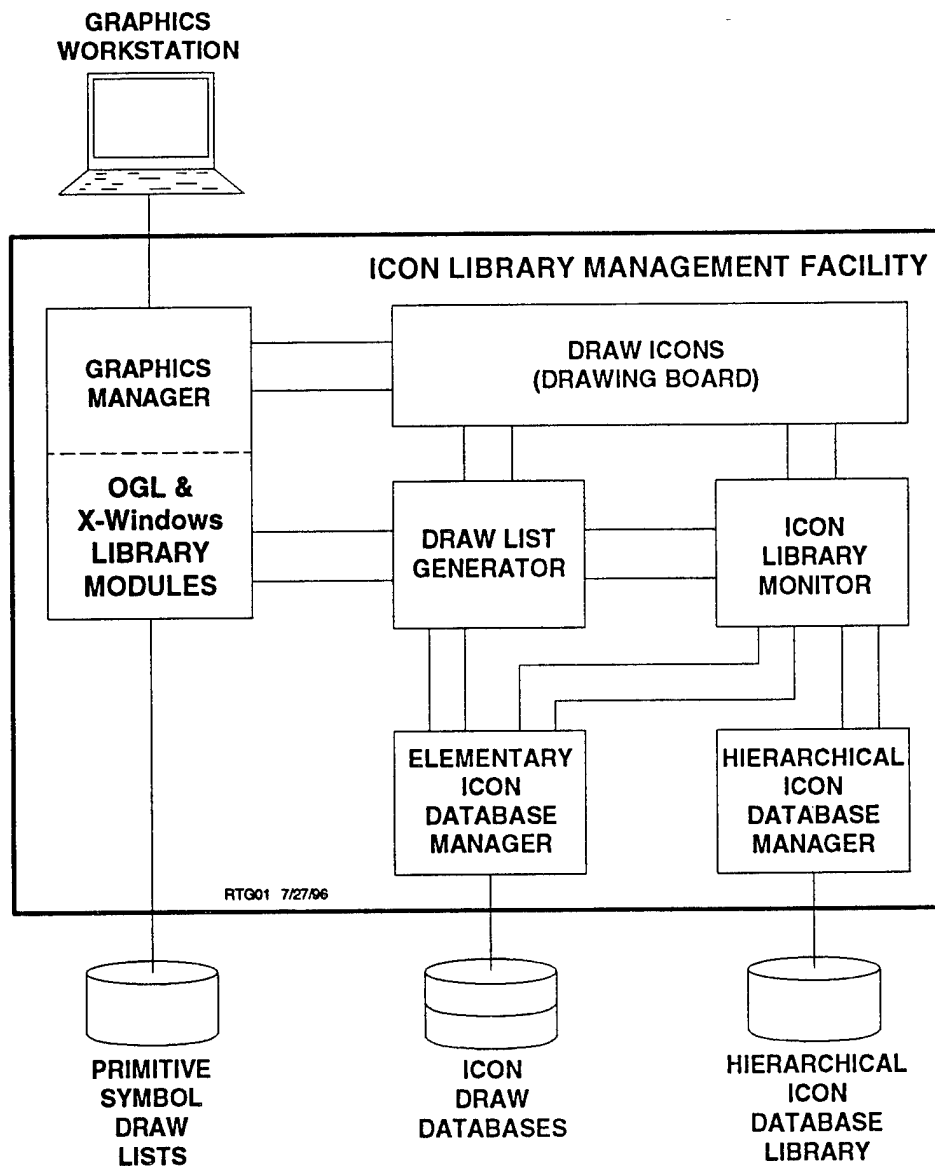 GRAPHICS
WORKSTATION
ICON LIBRARY MANAGEMENT FACILITY
GRAPHICS
MANAGER
DRAW ICONS
(DRAWING BOARD)
OGL &
X-Windows
LIBRARY
MODULES
DRAW LIST
GENERATOR
ICON
LIBRARY
MONITOR
ELEMENTARY
ICON
DATABASE
MANAGER
HIERARCHICAL
ICON
DATABASE
MANAGER
RTG01 7/27/96
PRIMITIVE
SYMBOL
DRAW
LISTS
ICON
DRAW
DATABASES
HIERARCHICAL
ICON
DATABASE
LIBRARY